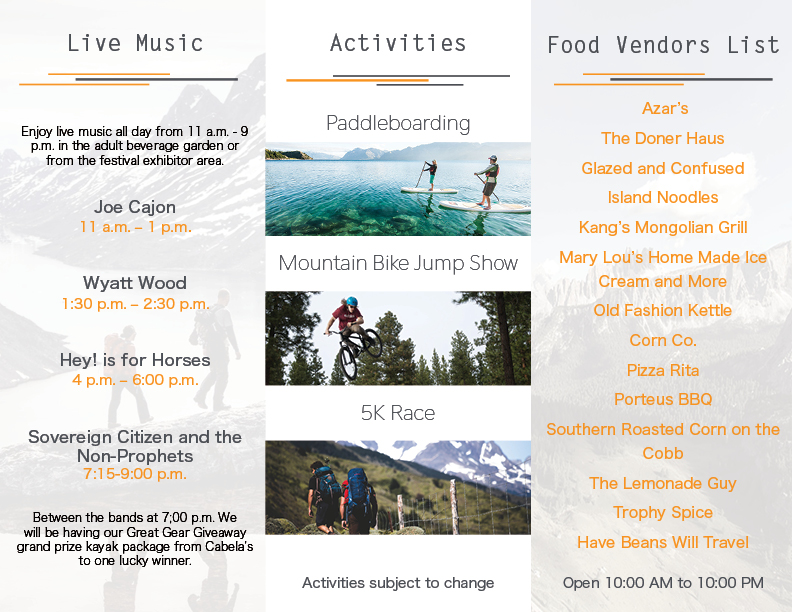 Live Music
Enjoy live music all day from 11 a.m. - 9
p.m. in the adult beverage garden or
from the festival exhibitor area.
Joe Cajon
11 a.m. – 1 p.m.
Wyatt Wood
1:30 p.m. – 2:30 p.m.
Hey! is for Horses
4 p.m. – 6:00 p.m.
Sovereign Citizen and the
Non-Prophets
7:15-9:00 p.m.
Between the bands at 7;00 p.m. We
will be having our Great Gear Giveaway
grand prize kayak package from Cabela's
to one lucky winner.
Activities
Paddleboarding
Mountain Bike Jump Show
5K Race
Activities subject to change
Food Vendors List
Azar's
The Doner Haus
Glazed and Confused
Island Noodles
Kang's Mongolian Grill
Mary Lou's Home Made Ice
Cream and More
Old Fashion Kettle
Corn Co.
Pizza Rita
Porteus BBQ
Southern Roasted Corn on the
Cobb
The Lemonade Guy
Trophy Spice
Have Beans Will Travel
Open 10:00 AM to 10:00 PM